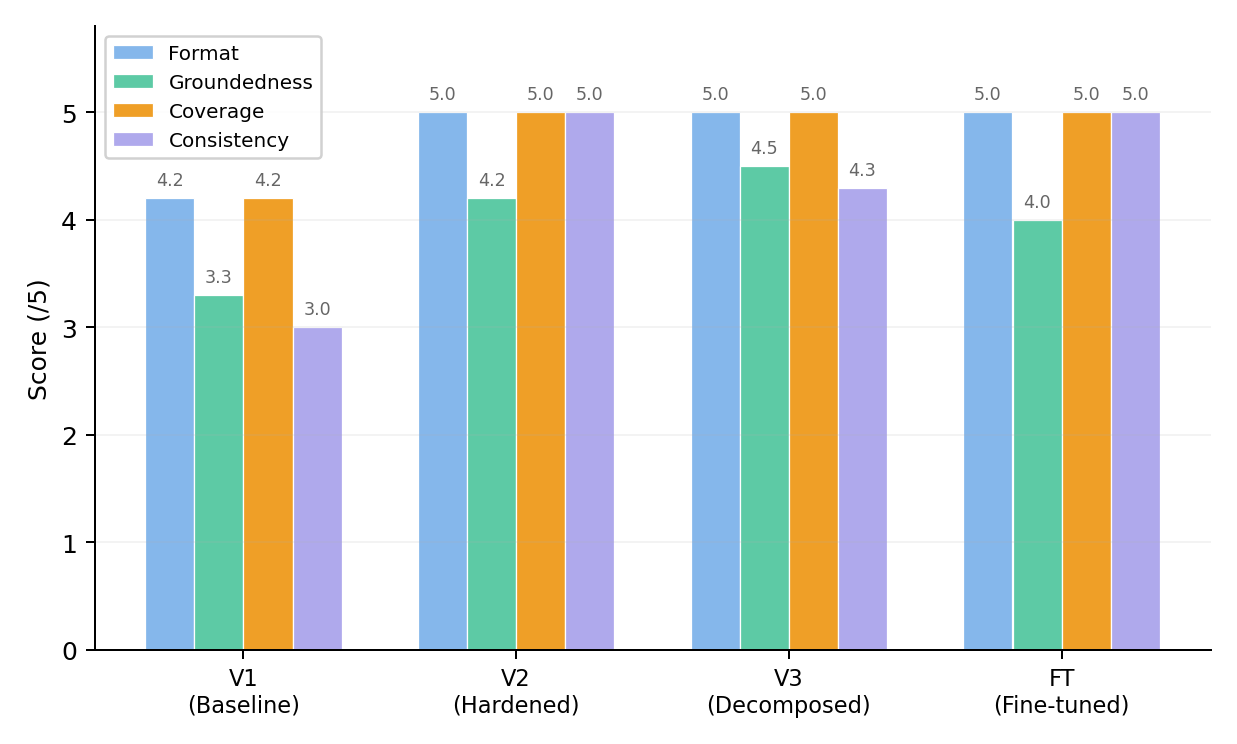 Format
Groundedness
Coverage
Consistency
Score (/5)
5
4
3
2
1
0
4.2
3.3
4.2
3.0
5.0
4.2
5.0
5.0
5.0
4.5
5.0
4.3
5.0
4.0
5.0
5.0
V1
(Baseline)
V2
(Hardened)
V3
(Decomposed)
FT
(Fine-tuned)